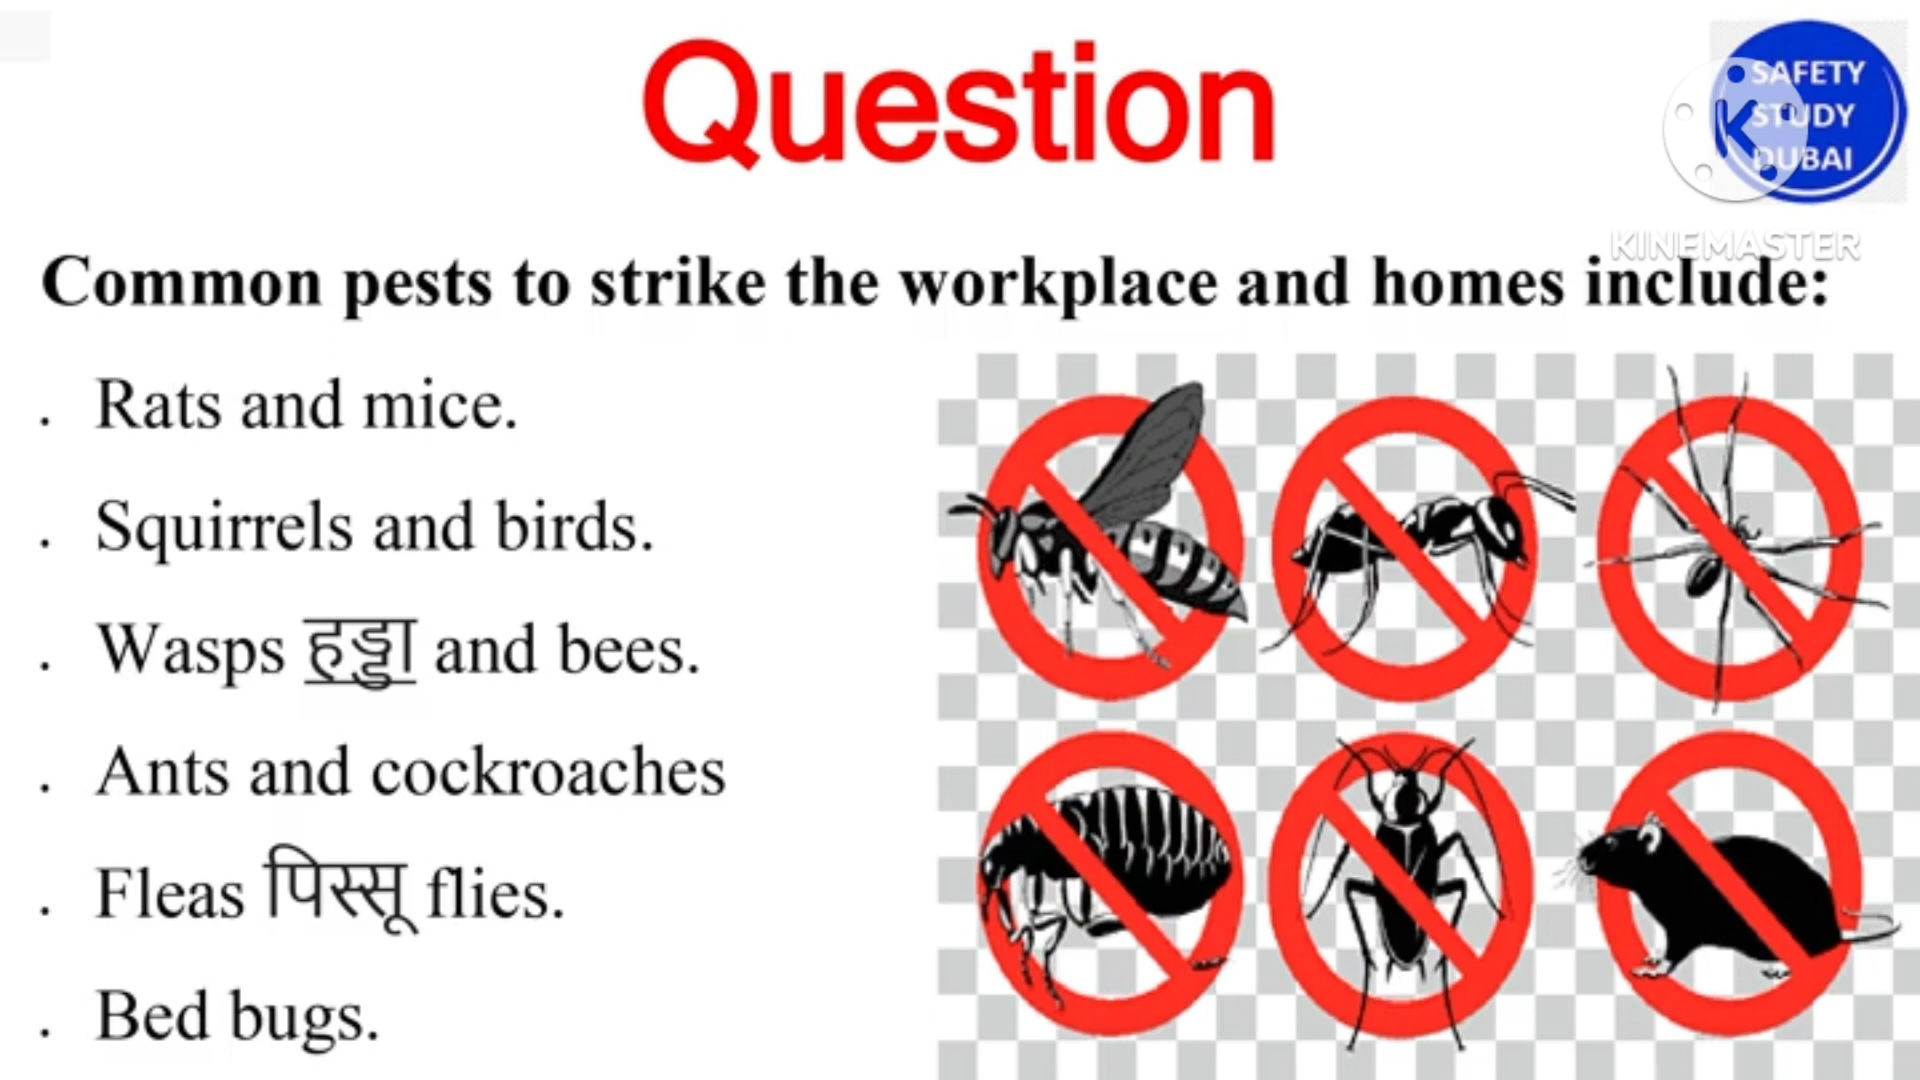 Question
SAFETY
STUDY
DUBAI
K
KINEMASTER
Common pests to strike the workplace and homes include:
. Rats and mice.
. Squirrels and birds.
. Wasps हड्डा and bees.
. Ants and cockroaches
. Fleas पिस्सू flies.
. Bed bugs.